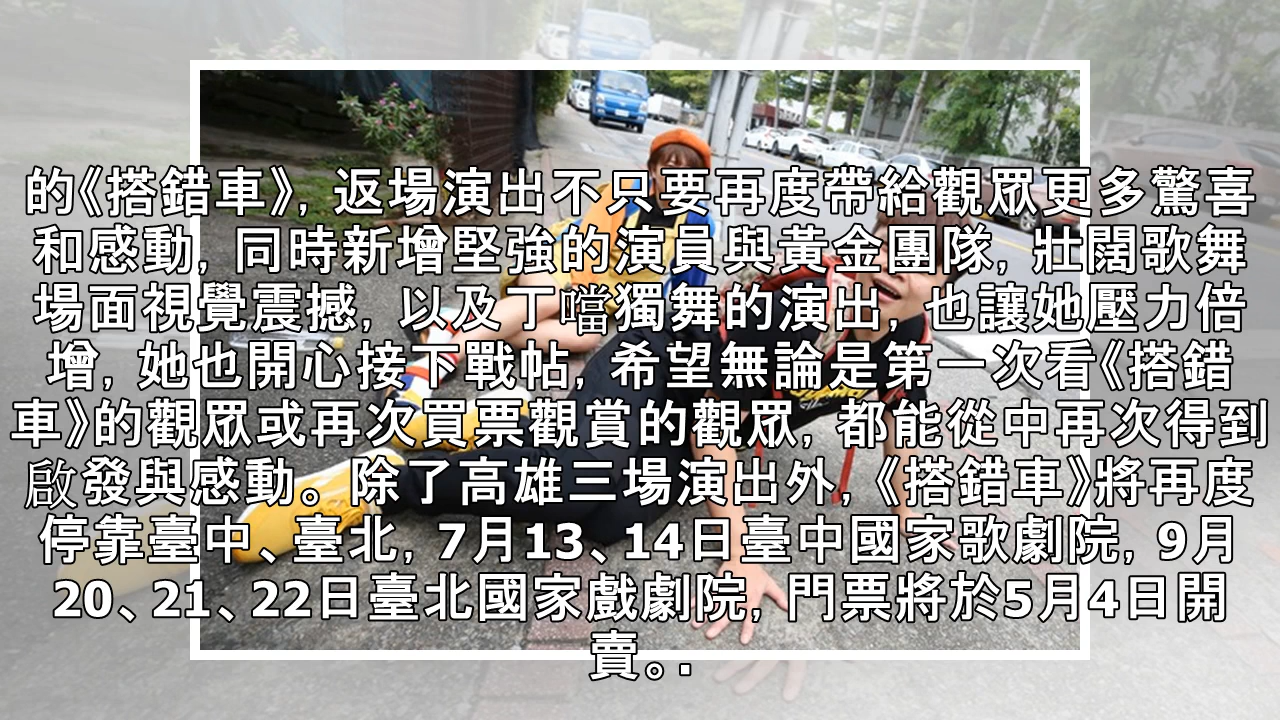 的《搭錯車》, 返場演出不只要再度帶給觀眾更多驚喜
和感動, 同時新增堅強的演員與黃金團隊, 壯闊歌舞
場面視覺震撼, 以及丁噹獨舞的演出, 也讓她壓力倍
增, 她也開心接下戰帖, 希望無論是第一次看《搭錯
車》的觀眾或再次買票觀賞的觀眾, 都能從中再次得到
啟發與感動。除了高雄三場演出外, 《搭錯車》將再度
停靠臺中、臺北, 7月13、14日臺中國家歌劇院, 9月
20、21、22日臺北國家戲劇院, 門票將於5月4日開
賣。.